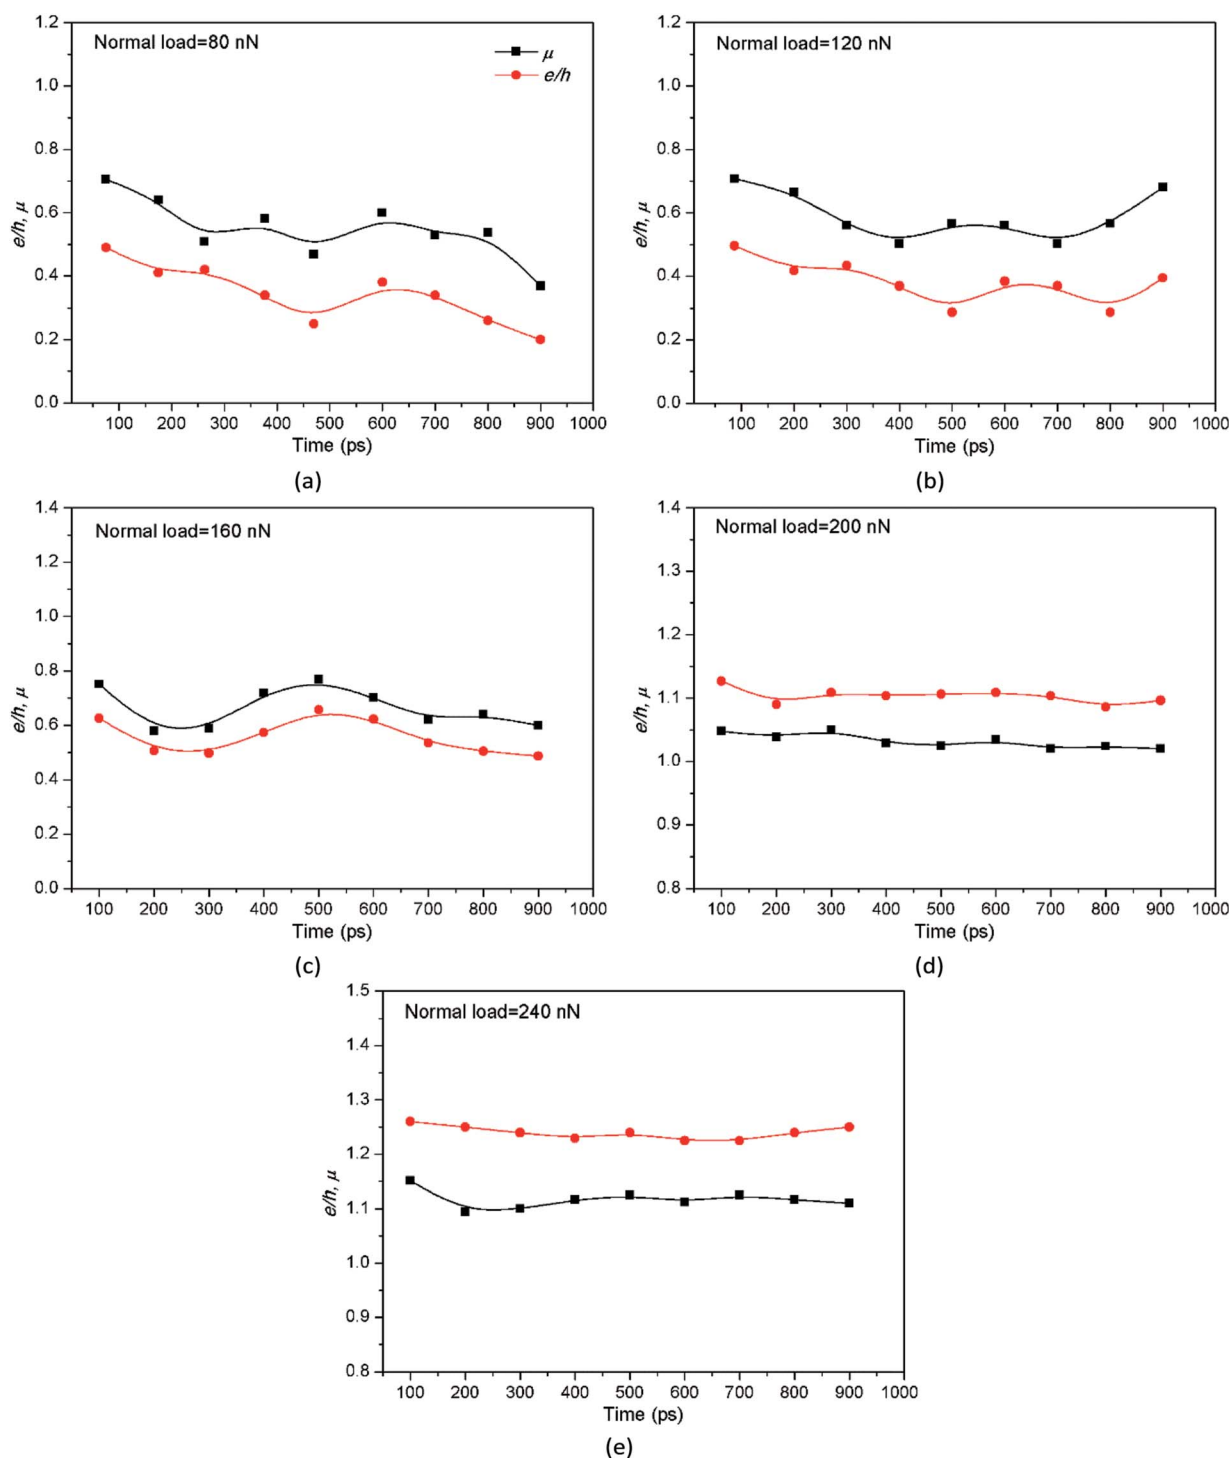 Normal load=80 nN
μ
e/h
1.2
1.0
0.8
0.6
0.4
0.2
0.0
e/h, μ
100 200 300 400 500 600 700 800 900 1000
Time (ps)
(a)
Normal load=120 nN
1.2
1.0
0.8
0.6
0.4
0.2
0.0
e/h, μ
100 200 300 400 500 600 700 800 900 1000
Time (ps)
(b)
Normal load=160 nN
1.4
1.2
1.0
0.8
0.6
0.4
0.2
0.0
e/h, μ
100 200 300 400 500 600 700 800 900 1000
Time (ps)
(c)
Normal load=200 nN
1.4
1.3
1.2
1.1
1.0
0.9
0.8
e/h, μ
100 200 300 400 500 600 700 800 900 1000
Time (ps)
(d)
Normal load=240 nN
1.5
1.4
1.3
1.2
1.1
1.0
0.9
0.8
e/h, μ
100 200 300 400 500 600 700 800 900 1000
Time (ps)
(e)